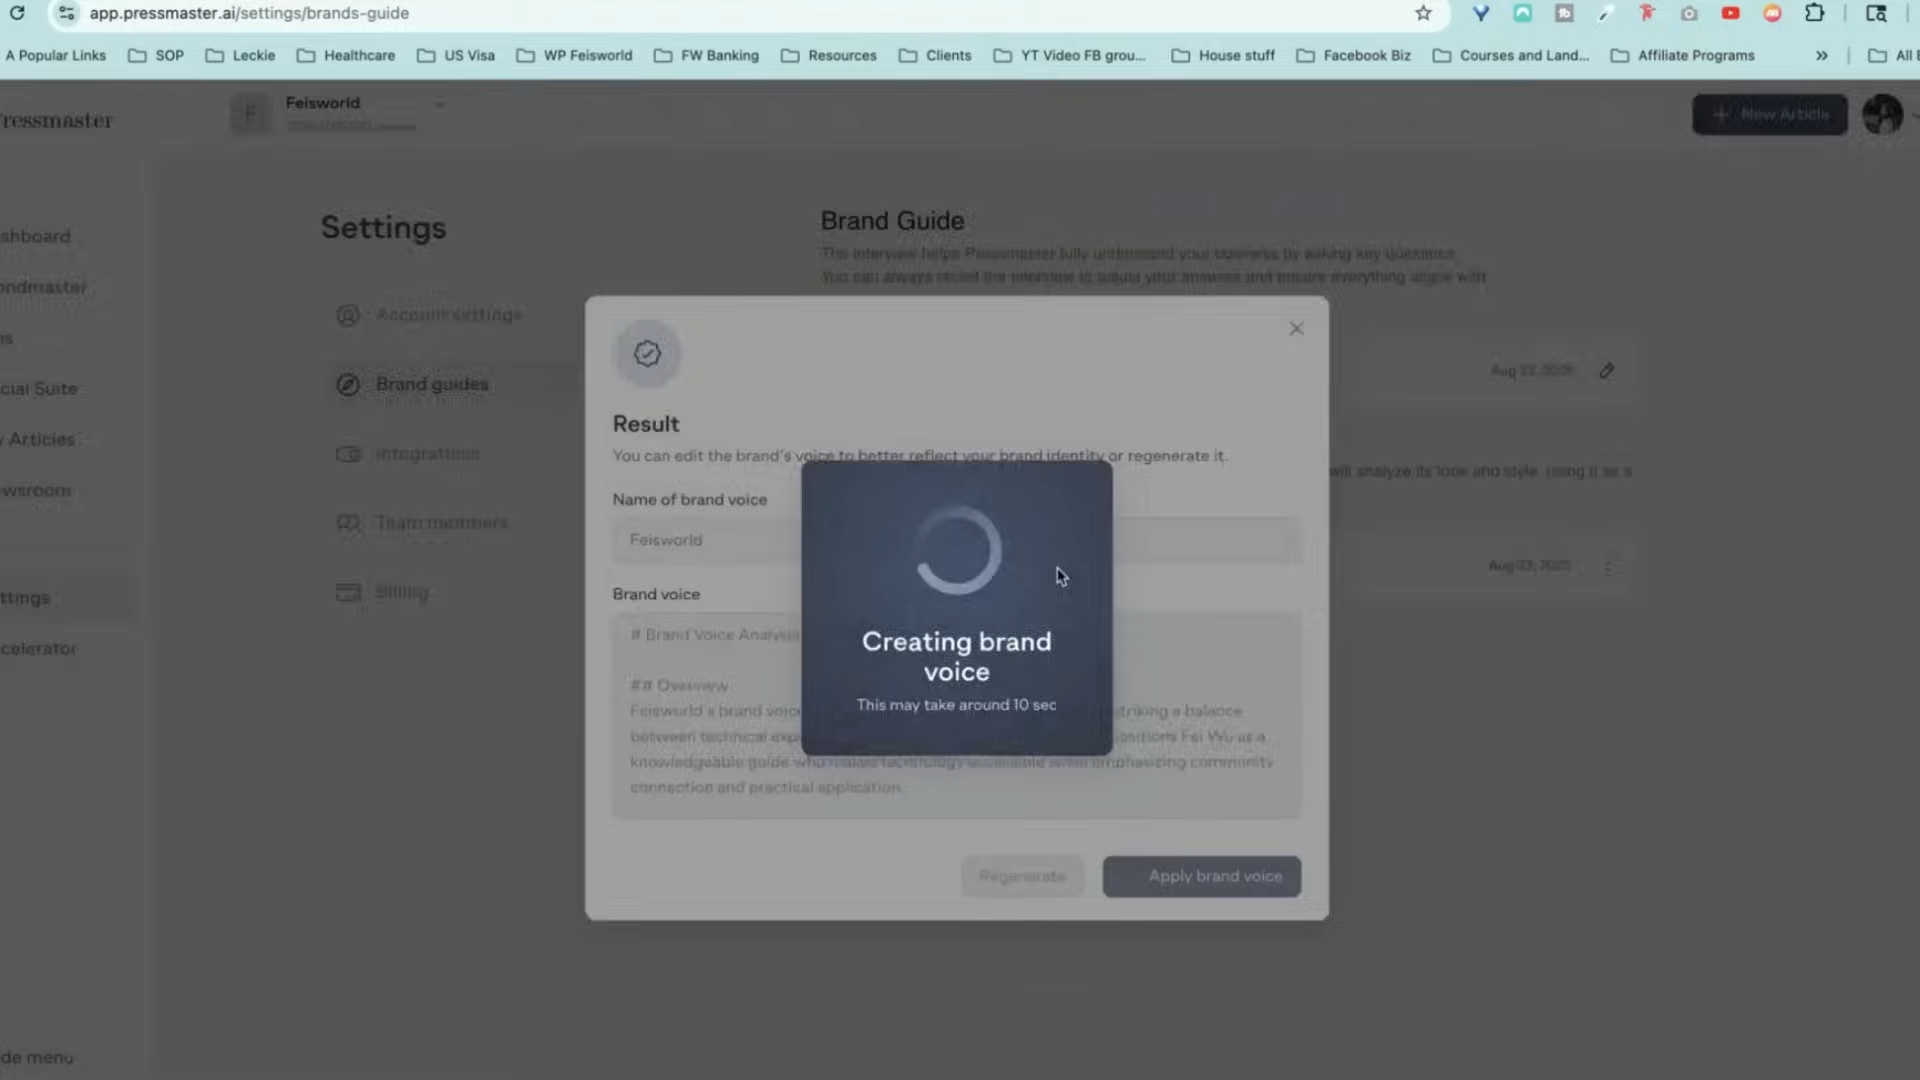 app.pressmaster.ai/settings/brands-guide
A Popular Links SOP Leckie Healthcare US Visa WP Feisworld FW Banking Resources Clients YT Video FB grou... House stuff Facebook Biz Courses and Land... Affiliate Programs » All
ressmaster
F Feisworld
+ New Article
shboard
endmaster
cial Suite
Articles
wsroom
ttings
celerator
de menu
Settings
Account settings
Brand guides
Integrations
Team members
Billing
Brand Guide
The interview helps Pressmaster fully understand your business by asking key questions.
You can always revisit the interview to adjust your answers and ensure everything aligns with
Aug 23, 2025
will analyze its look and style, using it as a
Aug 23, 2025
Result
You can edit the brand's voice to better reflect your brand identity or regenerate it.
Name of brand voice
Feisworld
Brand voice
# Brand Voice Analysis
## Overview
Feisworld's brand voice striking a balance
between technical Fei Wu as a
knowledgeable guide who makes technology accessible while emphasizing community
connection and practical application.
Creating brand
voice
This may take around 10 sec
Regenerate
Apply brand voice